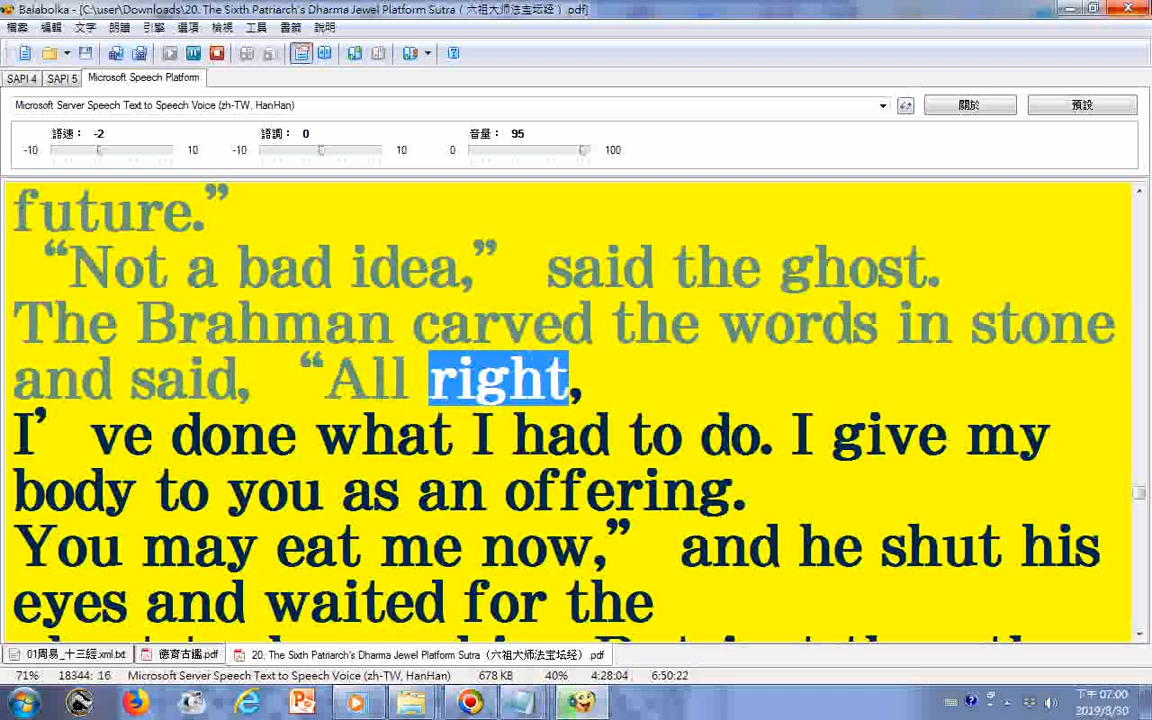 Balabolka - [C:\user\Downloads\20. The Sixth Patriarch's Dharma Jewel Platform Sutra（六祖大师法宝坛经）pdf]
檔案 編輯 文字 朗讀 引擎 選項 檢視 工具 書籤 說明
SAPI 4 SAPI 5 Microsoft Speech Platform
Microsoft Server Speech Text to Speech Voice (zh-TW, HanHan) 關於 預設
語速： -2 語調： 0 音量： 95
-10 10 -10 10 0 100
future.”
“Not a bad idea,” said the ghost.
The Brahman carved the words in stone
and said, “All right,
I’ ve done what I had to do. I give my
body to you as an offering.
You may eat me now,” and he shut his
eyes and waited for the
01周易_十三經.xml.txt 德育古鑑.pdf 20. The Sixth Patriarch's Dharma Jewel Platform Sutra（六祖大师法宝坛经）.pdf
71% 18344: 16 Microsoft Server Speech Text to Speech Voice (zh-TW, HanHan) 678 KB 40% 4:28:04 6:50:22
下午 07:00
2019/8/30